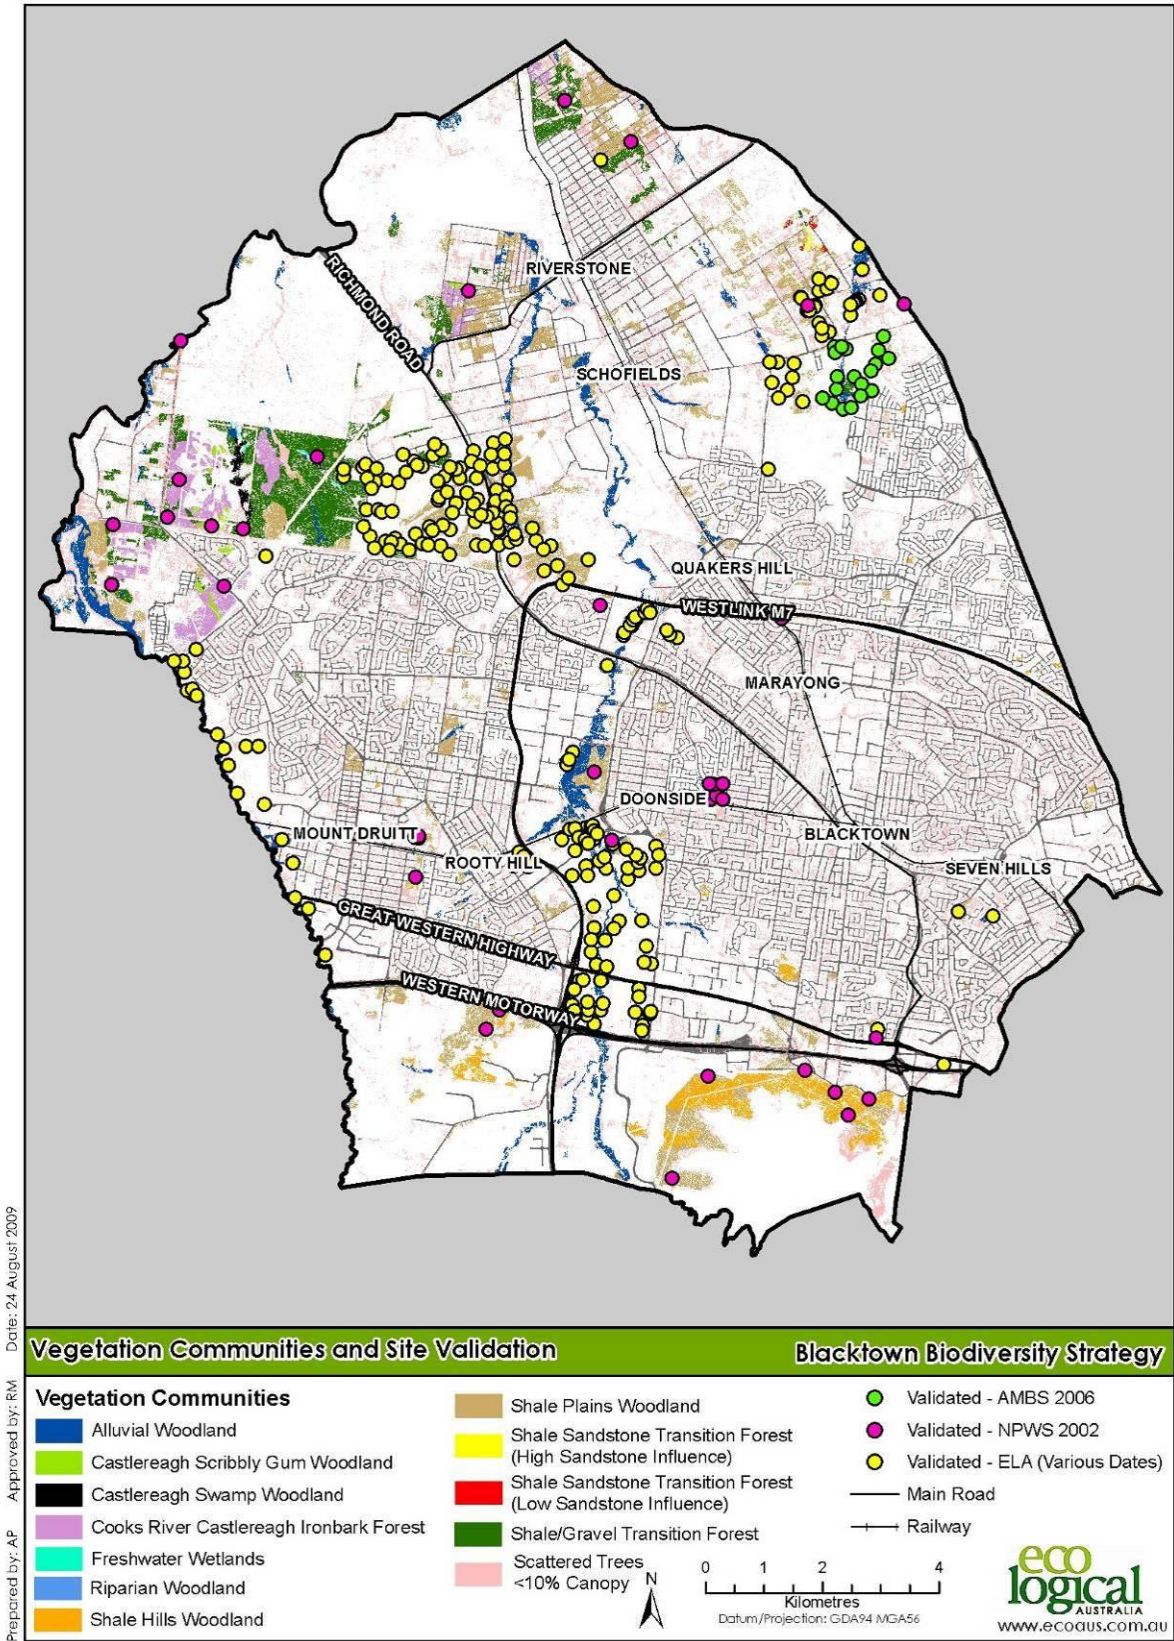 RIVERSTONE
RICHMOND ROAD
SCHOFIELDS
QUAKERS HILL
WESTLINK M7
MARAYONG
DOONSIDE
MOUNT DRUITT
BLACKTOWN
ROOTY HILL
SEVEN HILLS
GREAT WESTERN HIGHWAY
WESTERN MOTORWAY
Prepared by: AP Approved by: RM Date: 24 August 2009
Vegetation Communities and Site Validation
Blacktown Biodiversity Strategy
Vegetation Communities
Alluvial Woodland
Castlereagh Scribbly Gum Woodland
Castlereagh Swamp Woodland
Cooks River Castlereagh Ironbark Forest
Freshwater Wetlands
Riparian Woodland
Shale Hills Woodland
Shale Plains Woodland
Shale Sandstone Transition Forest
(High Sandstone Influence)
Shale Sandstone Transition Forest
(Low Sandstone Influence)
Shale/Gravel Transition Forest
Scattered Trees
<10% Canopy
Validated - AMBS 2006
Validated - NPWS 2002
Validated - ELA (Various Dates)
Main Road
Railway
N
0 1 2 4
Kilometres
Datum/Projection: GDA94 MGA56
eco
logical
AUSTRALIA
www.ecoaus.com.au